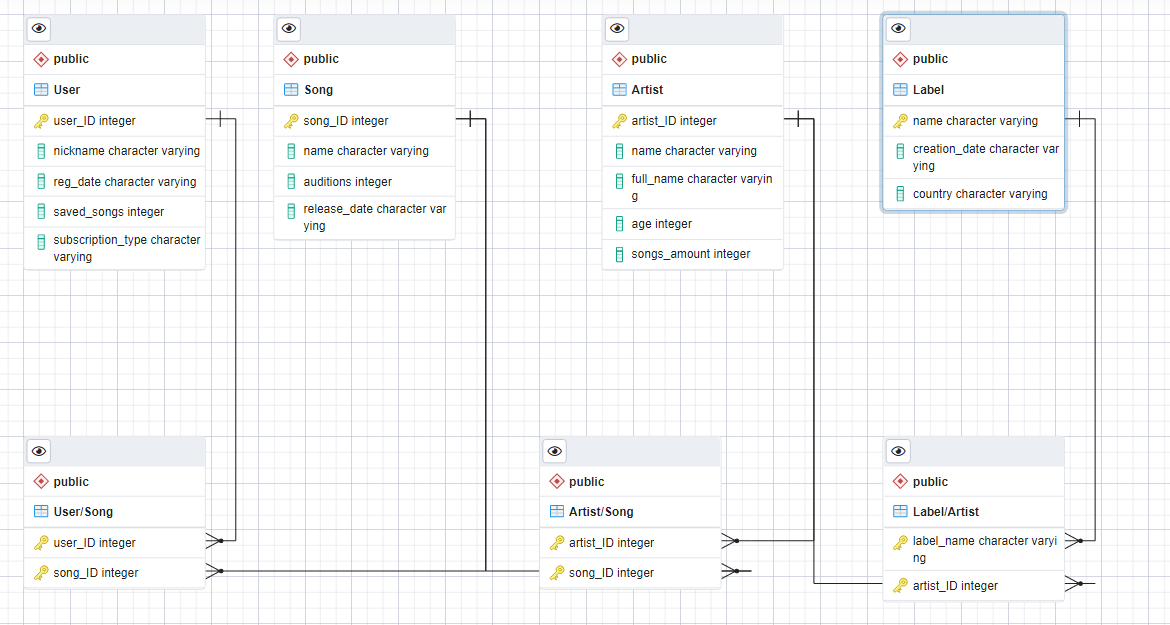 public
User
user_ID integer
nickname character varying
reg_date character varying
saved_songs integer
subscription_type character
varying
public
Song
song_ID integer
name character varying
auditions integer
release_date character var
ying
public
Artist
artist_ID integer
name character varying
full_name character varyin
g
age integer
songs_amount integer
public
Label
name character varying
creation_date character var
ying
country character varying
public
User/Song
user_ID integer
song_ID integer
public
Artist/Song
artist_ID integer
song_ID integer
public
Label/Artist
label_name character varyi
ng
artist_ID integer